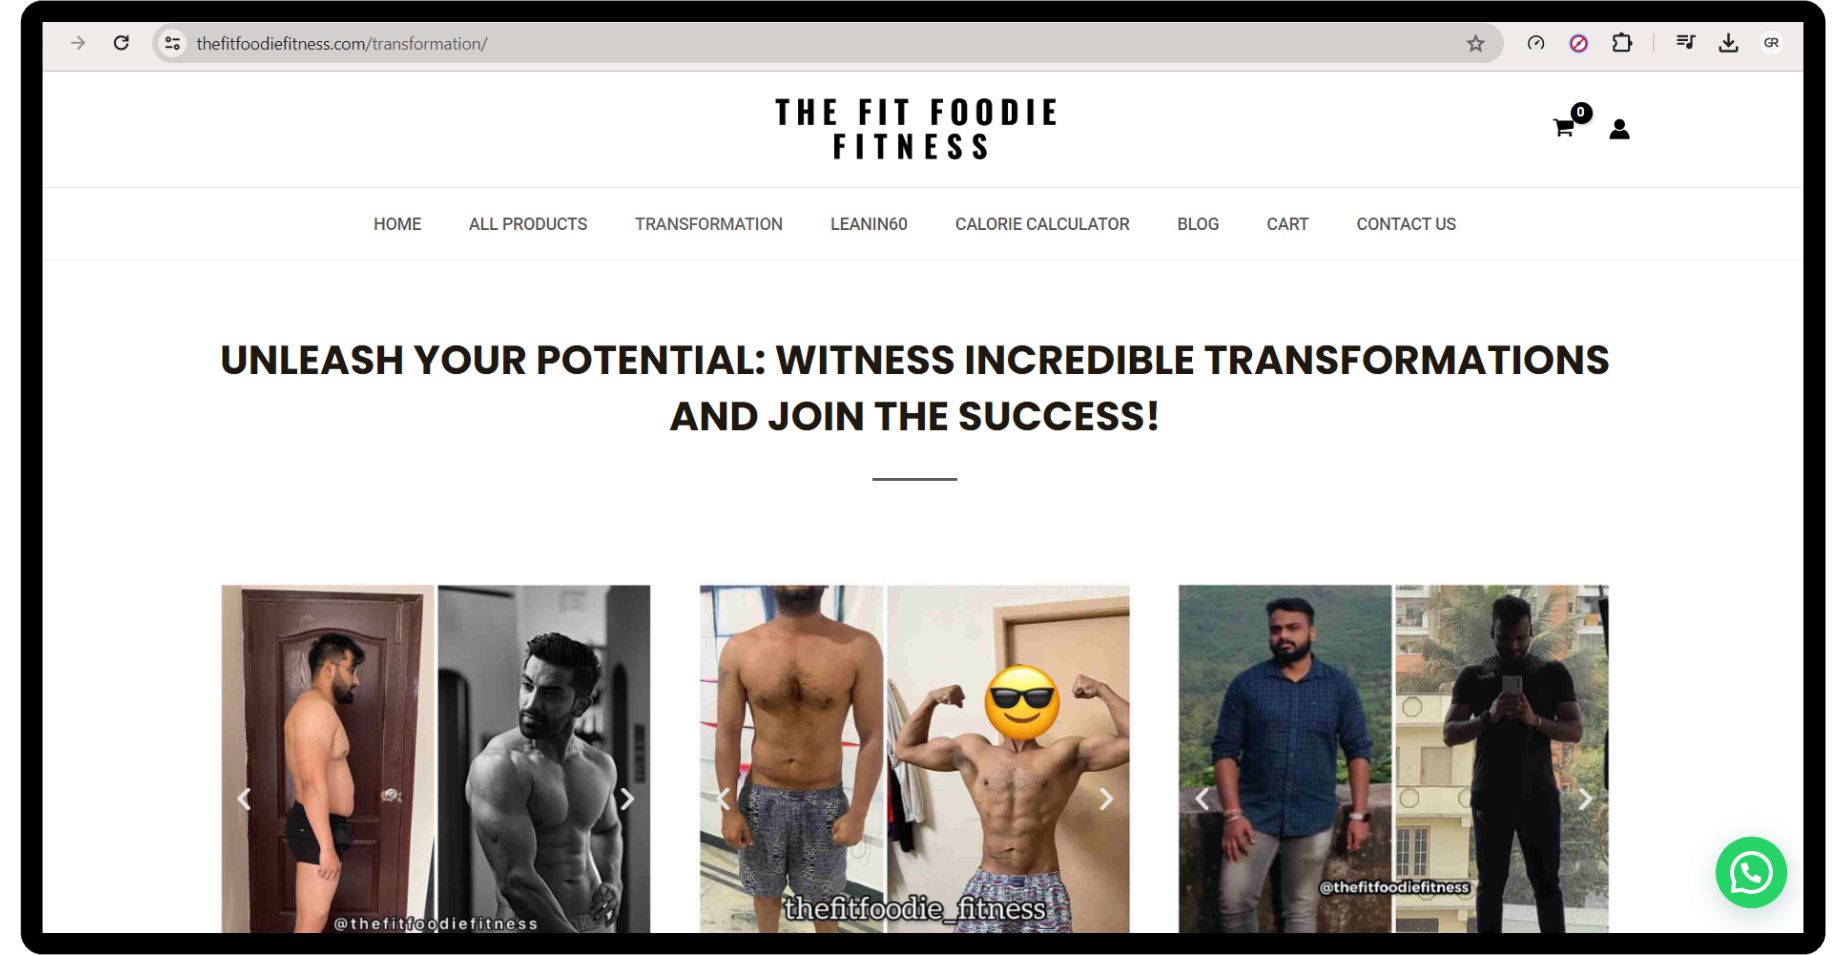 thefitfoodiefitness.com/transformation/
GR
THE FIT FOODIE
FITNESS
0
HOME ALL PRODUCTS TRANSFORMATION LEANIN60 CALORIE CALCULATOR BLOG CART CONTACT US
UNLEASH YOUR POTENTIAL: WITNESS INCREDIBLE TRANSFORMATIONS
AND JOIN THE SUCCESS!
@thefitfoodiefitness
thefitfoodie_fitness
@thefitfoodiefitness